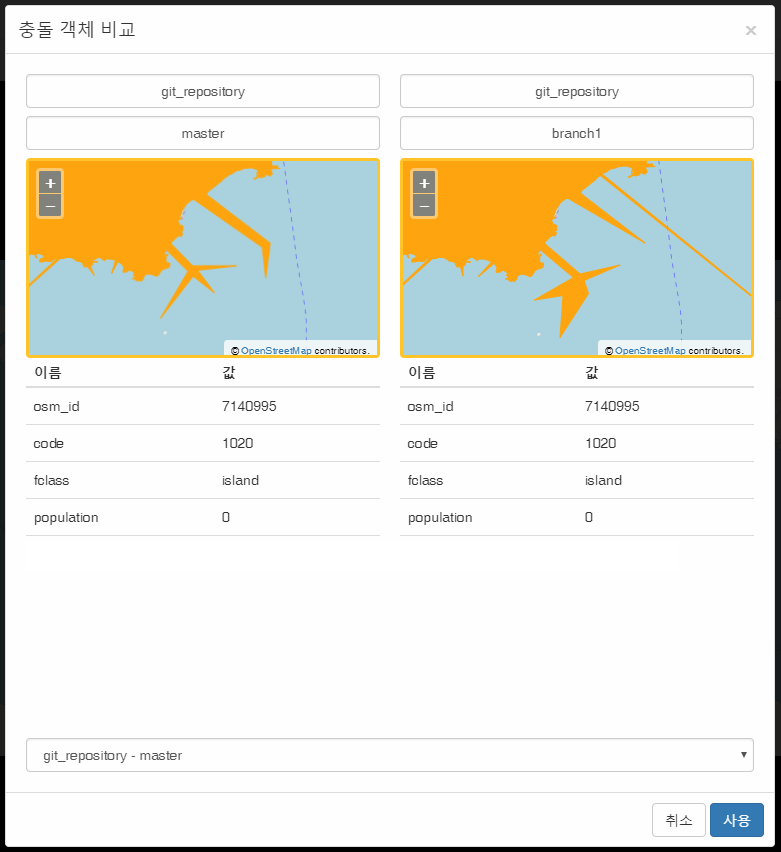 충돌 객체 비교 ×
git_repository git_repository
master branch1
+ +
− −
© OpenStreetMap contributors. © OpenStreetMap contributors.
이름 값 이름 값
osm_id 7140995 osm_id 7140995
code 1020 code 1020
fclass island fclass island
population 0 population 0
git_repository - master
취소 사용